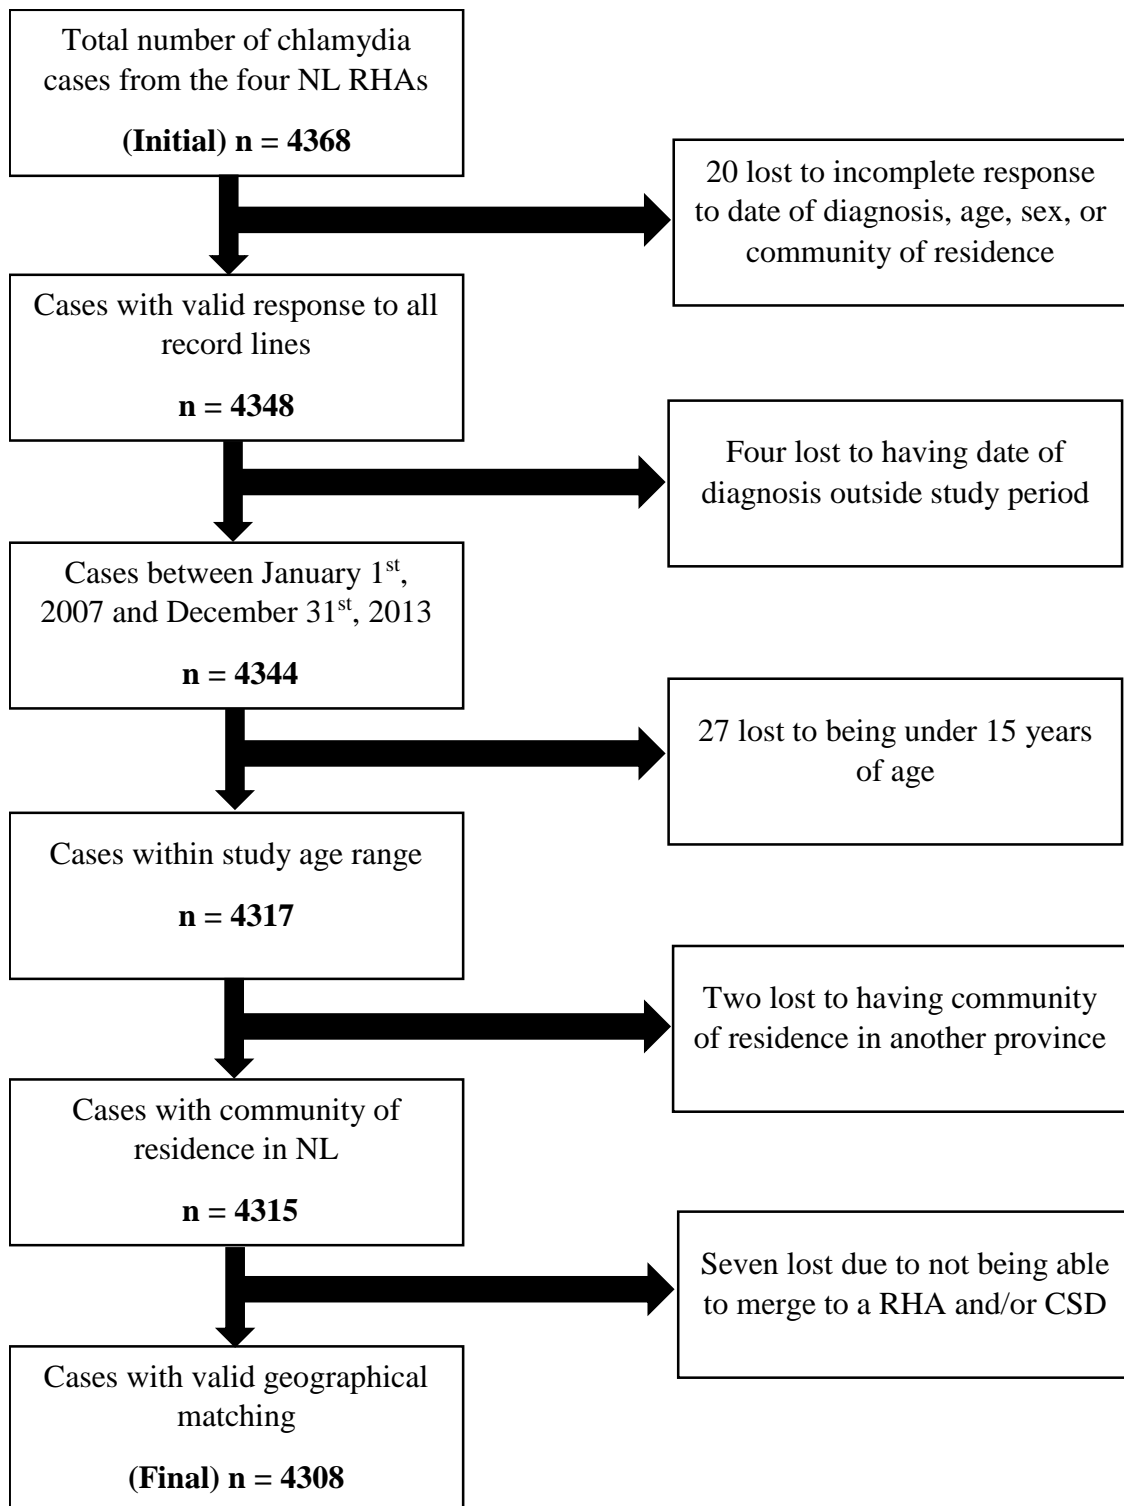 Total number of chlamydia
cases from the four NL RHAs
(Initial) n = 4368
20 lost to incomplete response
to date of diagnosis, age, sex, or
community of residence
Cases with valid response to all
record lines
n = 4348
Four lost to having date of
diagnosis outside study period
Cases between January 1st,
2007 and December 31st, 2013
n = 4344
27 lost to being under 15 years
of age
Cases within study age range
n = 4317
Two lost to having community
of residence in another province
Cases with community of
residence in NL
n = 4315
Seven lost due to not being able
to merge to a RHA and/or CSD
Cases with valid geographical
matching
(Final) n = 4308